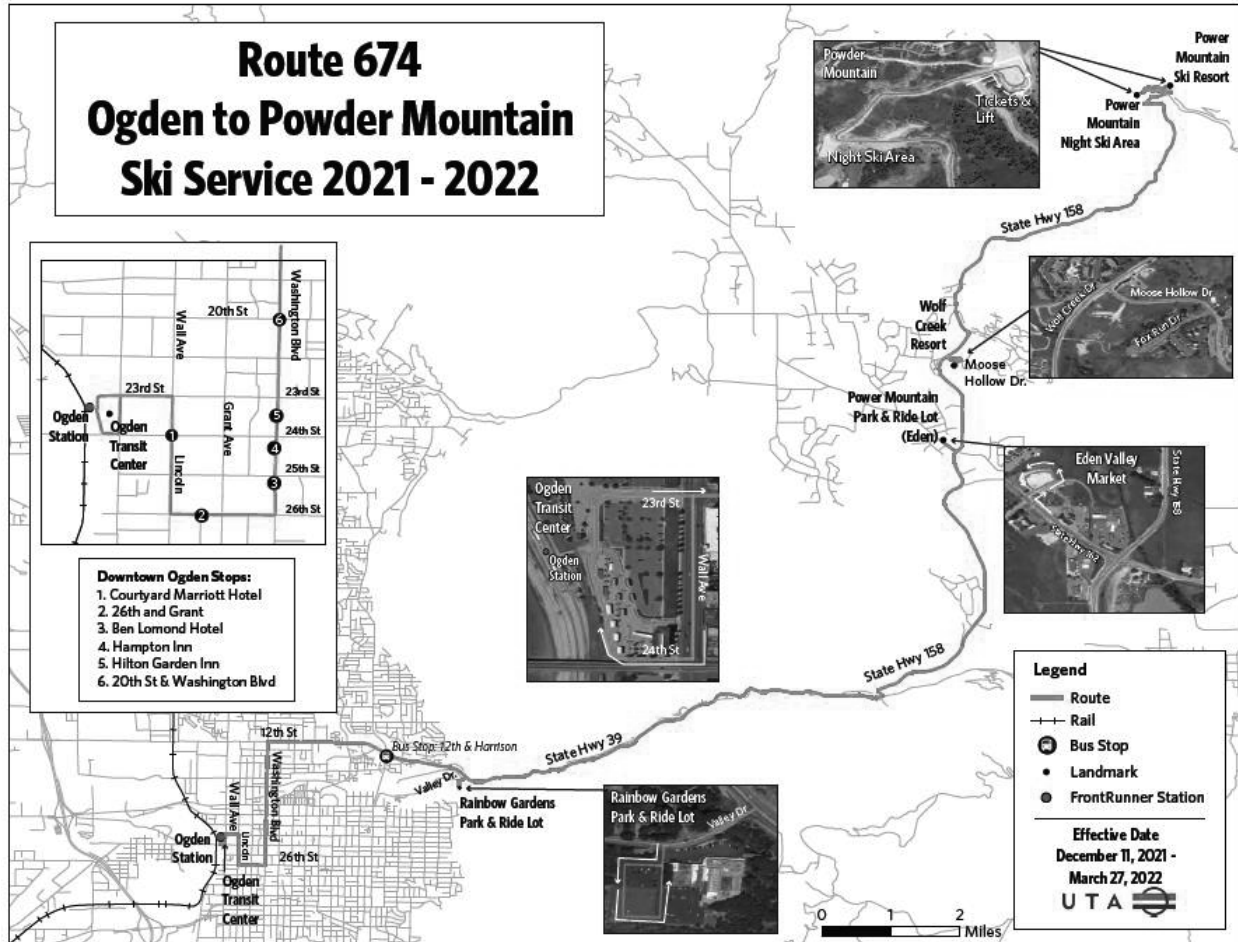 Route 674
Ogden to Powder Mountain
Ski Service 2021 - 2022
Powder
Mountain
Tickets &
Lift
Night Ski Area
Power
Mountain
Ski Resort
Power
Mountain
Night Ski Area
State Hwy 158
Wolf
Creek
Resort
Moose
Hollow Dr.
Wolf Creek Dr.
Moose Hollow Dr
Fox Run Dr
Power Mountain
Park & Ride Lot
(Eden)
Eden Valley
Market
State Hwy 158
State Hwy 162
Washington Blvd
20th St
6
Wall Ave
23rd St
23rd St
Grant Ave
5
Ogden
Station
Ogden
Transit
Center
1
24th St
4
25th St
Lincoln
3
2
26th St
Downtown Ogden Stops:
1. Courtyard Marriott Hotel
2. 26th and Grant
3. Ben Lomond Hotel
4. Hampton Inn
5. Hilton Garden Inn
6. 20th St & Washington Blvd
Ogden
Transit
Center
23rd St
Ogden
Station
Wall Ave
24th St
State Hwy 158
State Hwy 39
12th St
Bus Stop: 12th & Harrison
Valley Dr.
Rainbow Gardens
Park & Ride Lot
Wall Ave
Washington Blvd
Lincoln
26th St
Ogden
Station
Ogden
Transit
Center
Rainbow Gardens
Park & Ride Lot
Valley Dr
Legend
Route
Rail
Bus Stop
Landmark
FrontRunner Station
Effective Date
December 11, 2021 -
March 27, 2022
U T A
0 1 2
Miles